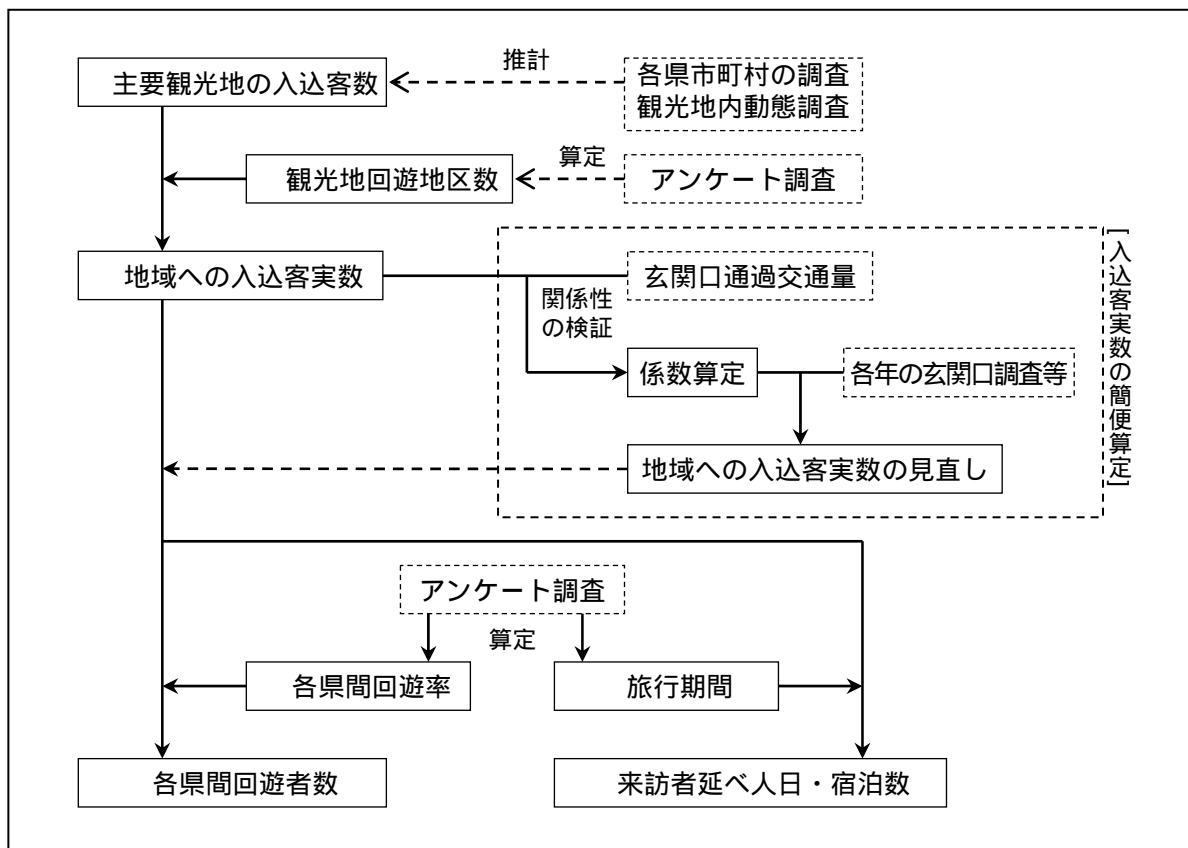 推計
主要観光地の入込客数
各県市町村の調査
観光地内動態調査
算定
観光地回遊地区数
アンケート調査
地域への入込客実数
玄関口通過交通量
関係性
の検証
係数算定
各年の玄関口調査等
地域への入込客実数の見直し
[入込客実数の簡便算定]
アンケート調査
算定
各県間回遊率
旅行期間
各県間回遊者数
来訪者延べ人日・宿泊数